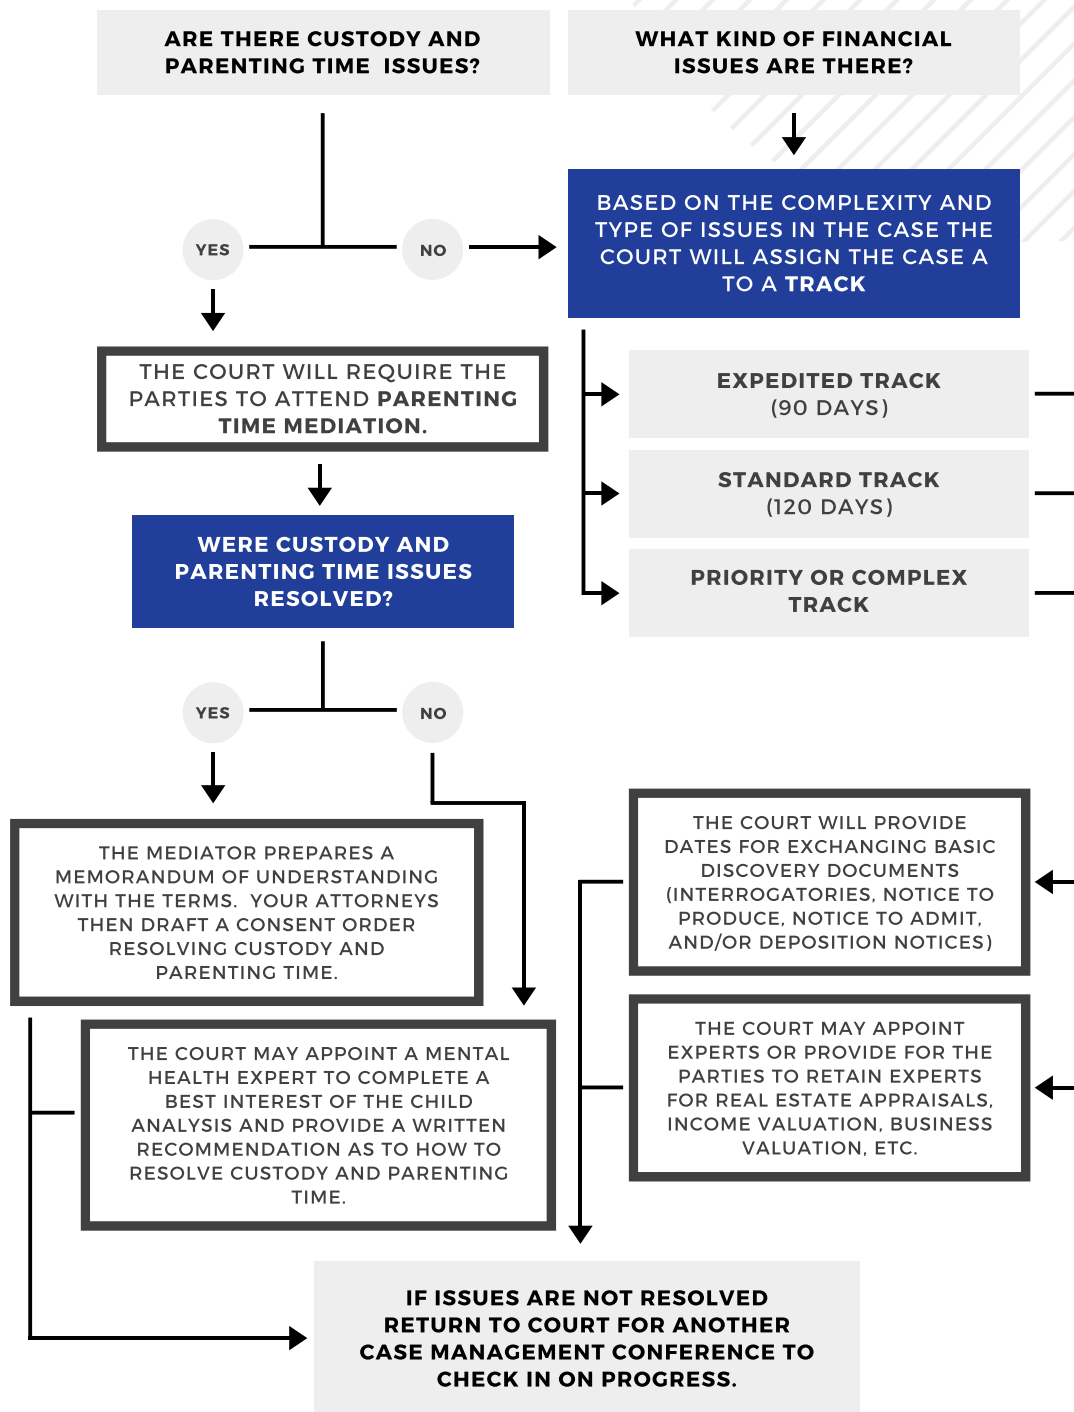 ARE THERE CUSTODY AND
PARENTING TIME ISSUES?
WHAT KIND OF FINANCIAL
ISSUES ARE THERE?
YES
NO
BASED ON THE COMPLEXITY AND
TYPE OF ISSUES IN THE CASE THE
COURT WILL ASSIGN THE CASE A
TO A TRACK
THE COURT WILL REQUIRE THE
PARTIES TO ATTEND PARENTING
TIME MEDIATION.
EXPEDITED TRACK
(90 DAYS)
STANDARD TRACK
(120 DAYS)
PRIORITY OR COMPLEX
TRACK
WERE CUSTODY AND
PARENTING TIME ISSUES
RESOLVED?
YES
NO
THE MEDIATOR PREPARES A
MEMORANDUM OF UNDERSTANDING
WITH THE TERMS. YOUR ATTORNEYS
THEN DRAFT A CONSENT ORDER
RESOLVING CUSTODY AND
PARENTING TIME.
THE COURT WILL PROVIDE
DATES FOR EXCHANGING BASIC
DISCOVERY DOCUMENTS
(INTERROGATORIES, NOTICE TO
PRODUCE, NOTICE TO ADMIT,
AND/OR DEPOSITION NOTICES)
THE COURT MAY APPOINT A MENTAL
HEALTH EXPERT TO COMPLETE A
BEST INTEREST OF THE CHILD
ANALYSIS AND PROVIDE A WRITTEN
RECOMMENDATION AS TO HOW TO
RESOLVE CUSTODY AND PARENTING
TIME.
THE COURT MAY APPOINT
EXPERTS OR PROVIDE FOR THE
PARTIES TO RETAIN EXPERTS
FOR REAL ESTATE APPRAISALS,
INCOME VALUATION, BUSINESS
VALUATION, ETC.
IF ISSUES ARE NOT RESOLVED
RETURN TO COURT FOR ANOTHER
CASE MANAGEMENT CONFERENCE TO
CHECK IN ON PROGRESS.